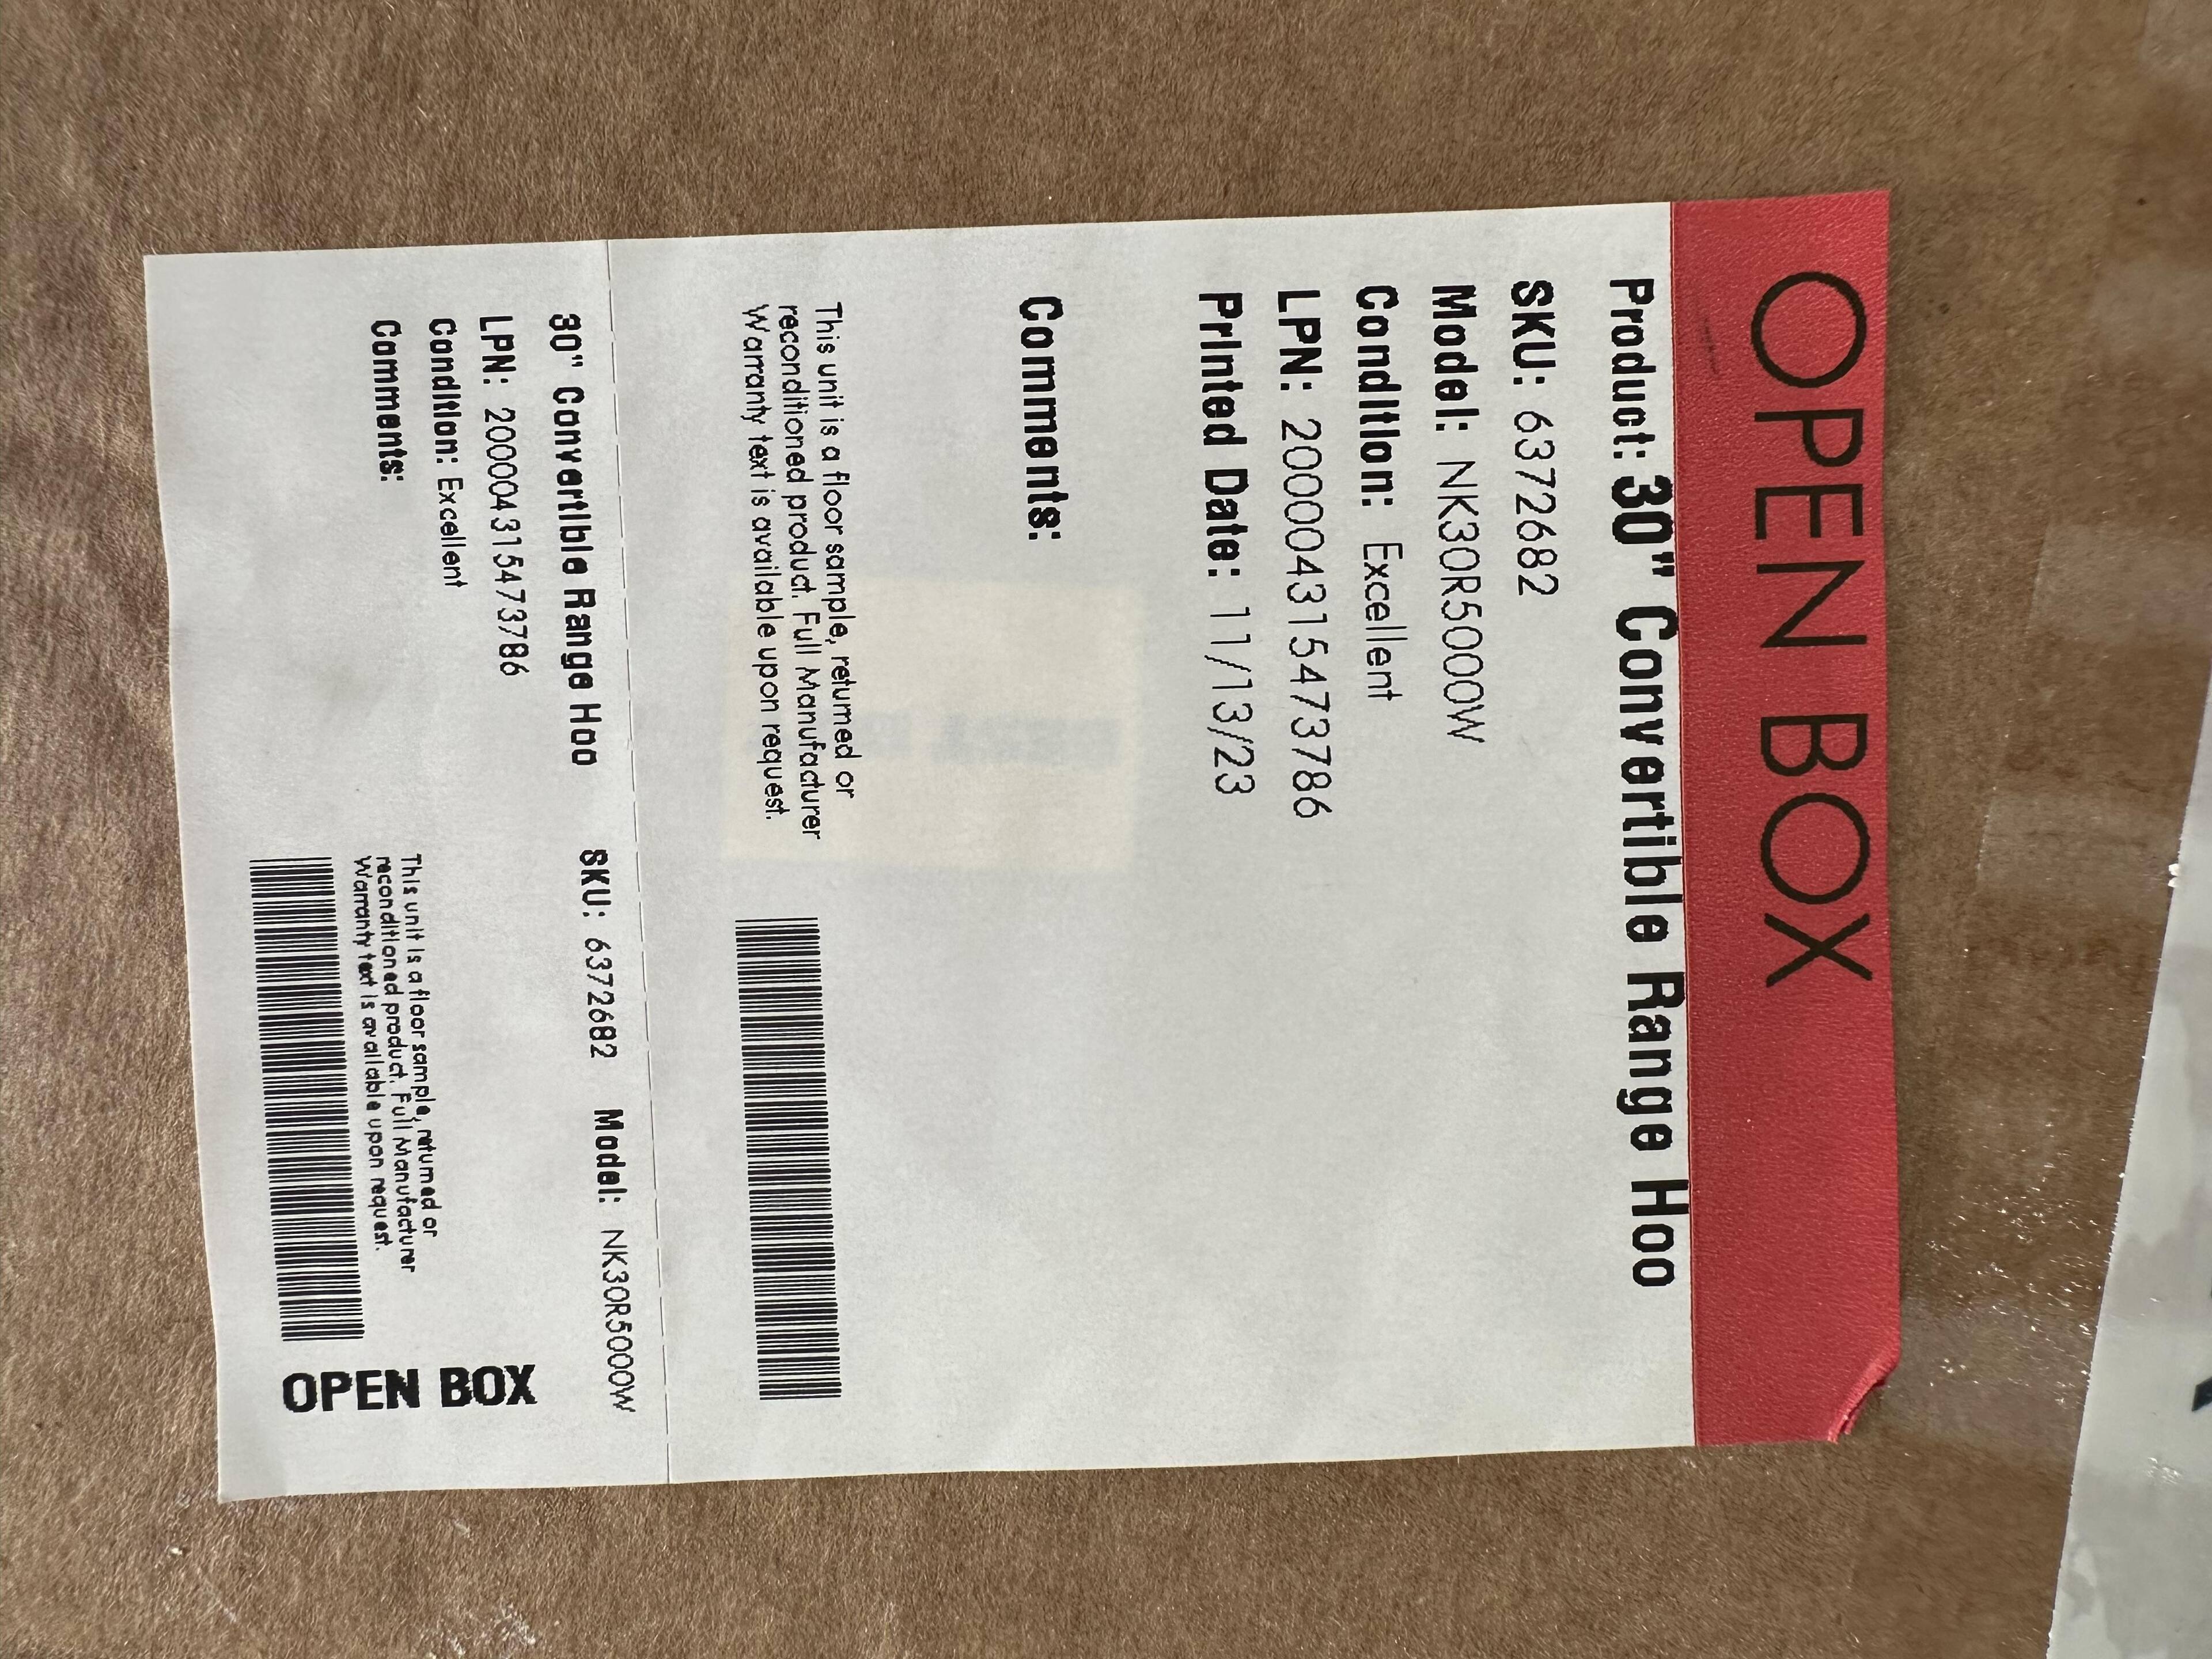 OPEN BOX
Product: 30" Convertible Range Hoo
SKU: 6372682
Model: NK30R5000W
Condition: Excellent
LPN: 2000043154737​86
Printed Date: 11/13/23
Comments:
This unit is a floor sample, returned or
reconditioned product. Full Manufacturer
Warranty text is available upon request.
30" Convertible Range Hoo
SKU: 6372682
Model: NK30R5000W
LPN: 200004315473786
Condition: Excellent
Comments:
This unit is a floor sample, returned or
reconditioned product. Full Manufacturer
Warranty text is available upon request.
OPEN BOX